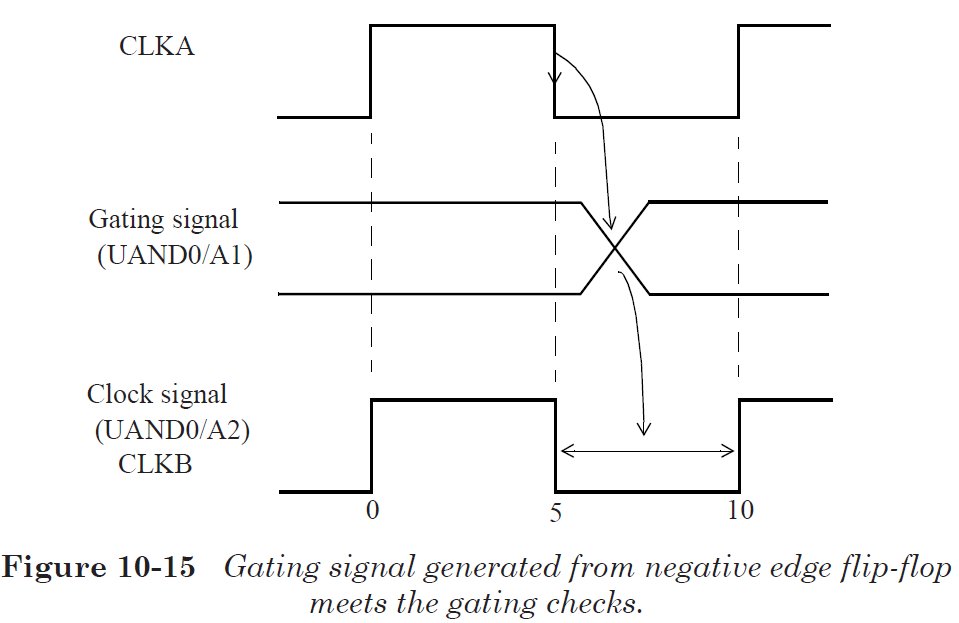 CLKA
Gating signal
(UAND0/A1)
Clock signal
(UAND0/A2)
CLKB
0
5
10
Figure 10-15 Gating signal generated from negative edge flip-flop
meets the gating checks.